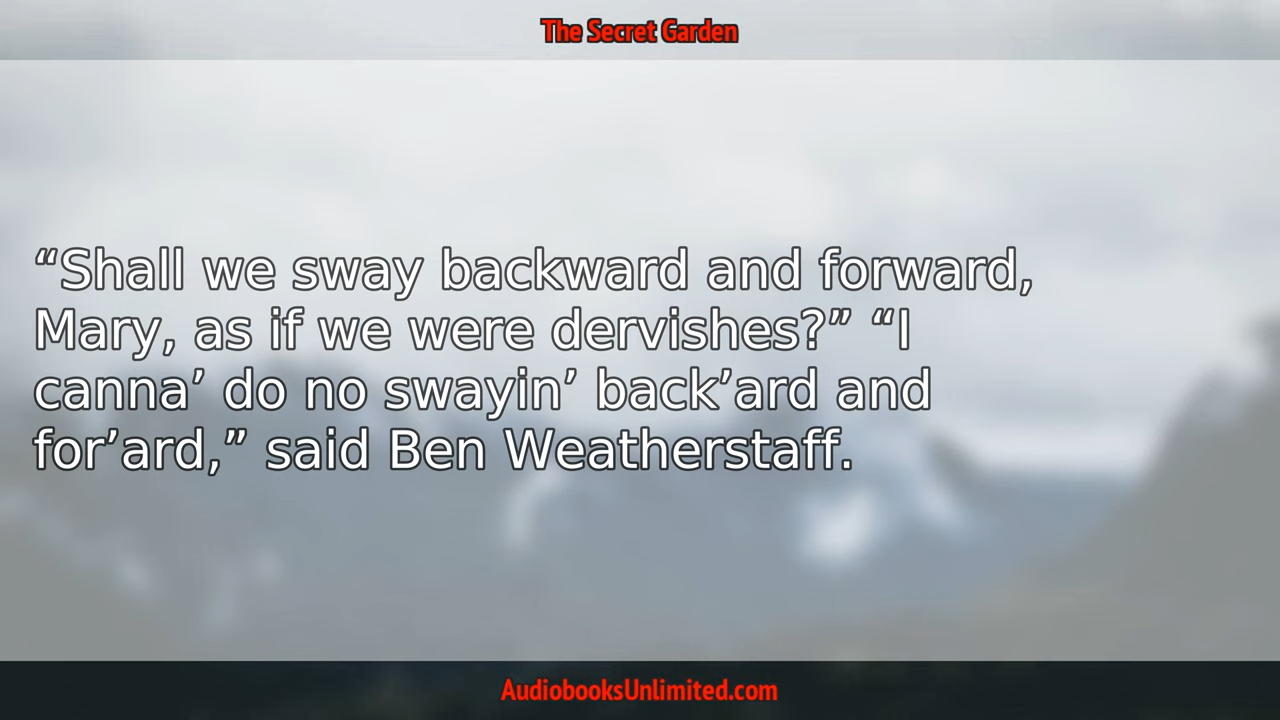 The Secret Garden
“Shall we sway backward and forward,
Mary, as if we were dervishes?” “I
canna’ do no swayin’ back’ard and
for’ard,” said Ben Weatherstaff.
AudiobooksUnlimited.com